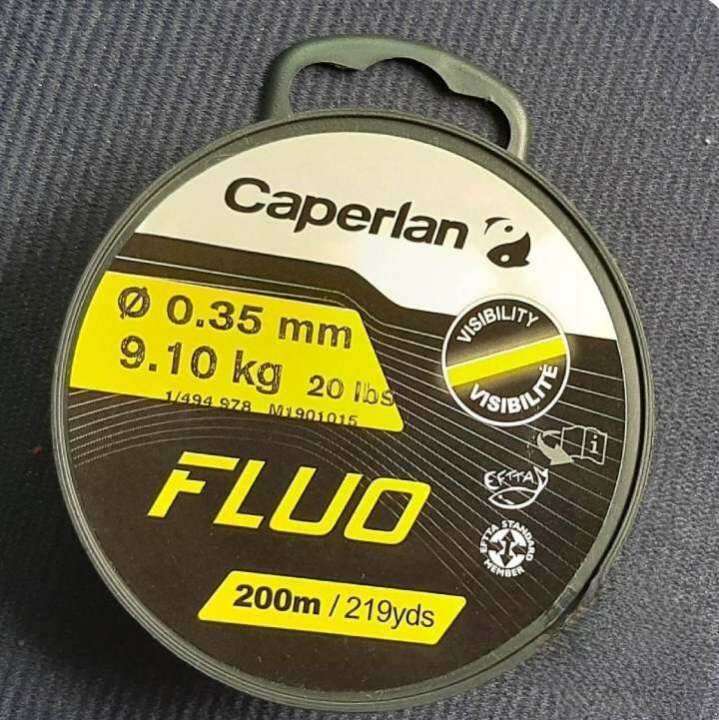 Caperlan
Ø 0.35 mm
9.10 kg 20 lbs
1/494 978 M1901015
VISIBILITY
VISIBILITÉ
i
EFTTA
FLUO
EFTTA STANDARD
MEMBER
200m / 219yds